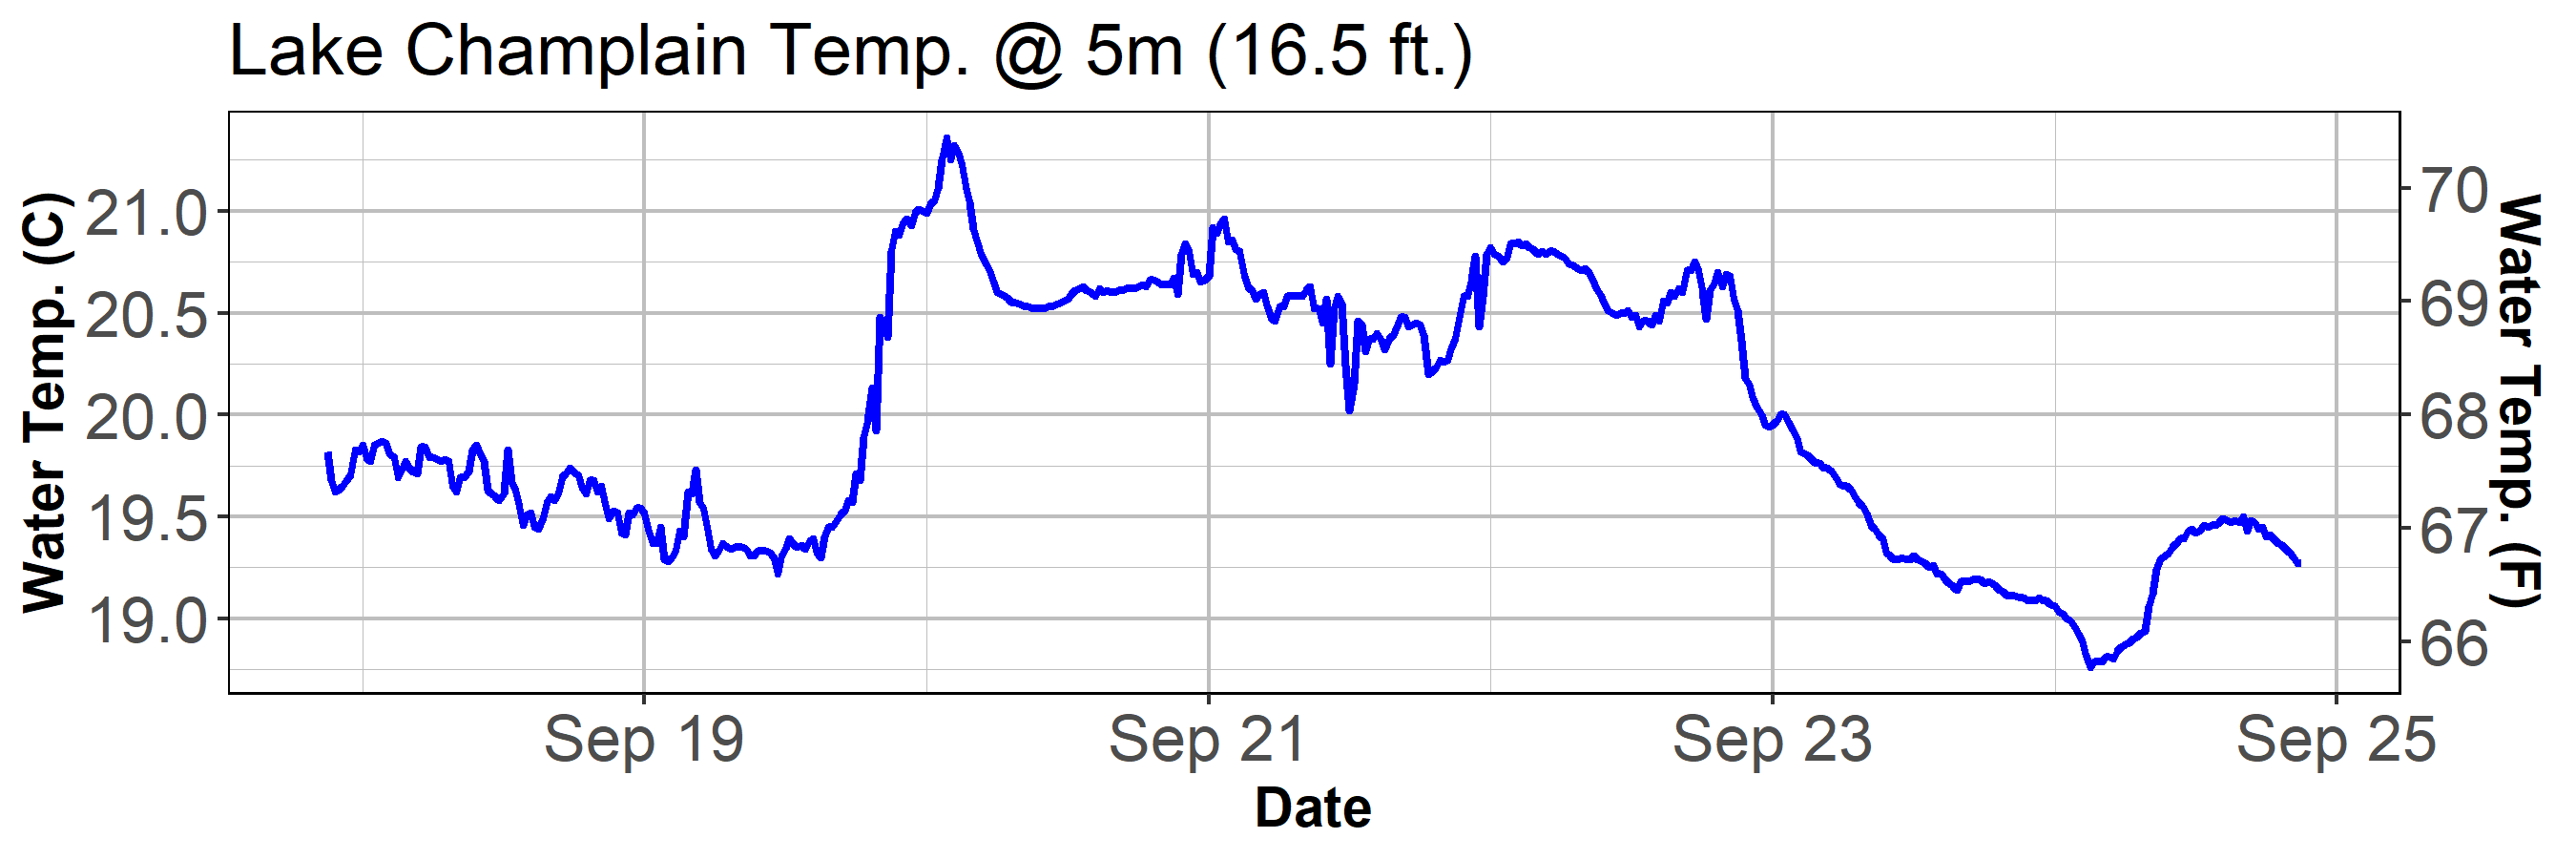 Lake Champlain Temp. @ 5m (16.5 ft.)
Water Temp. (C)
21.0
20.5
20.0
19.5
19.0
70
69
68
67
66
Water Temp. (F)
Sep 19 Sep 21 Sep 23 Sep 25
Date